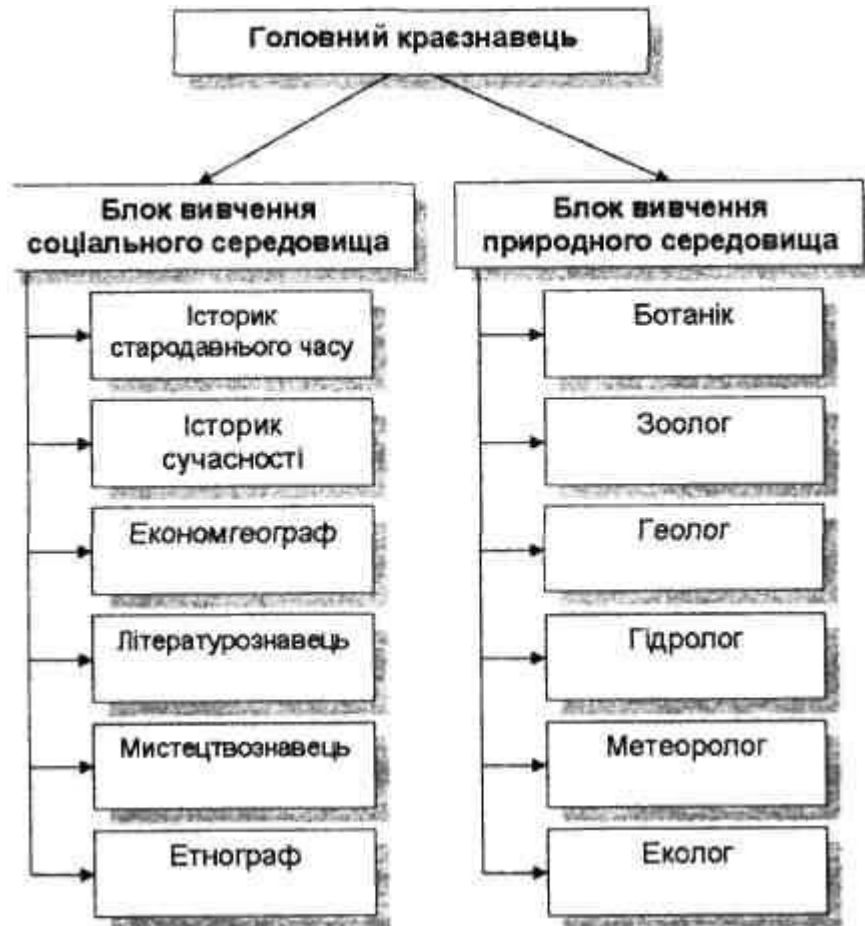 Головний краєзнавець
Блок вивчення
соціального середовища
Історик
стародавнього часу
Історик
сучасності
Економгеограф
Літературознавець
Мистецтвознавець
Етнограф
Блок вивчення
природного середовища
Ботанік
Зоолог
Геолог
Гідролог
Метеоролог
Еколог